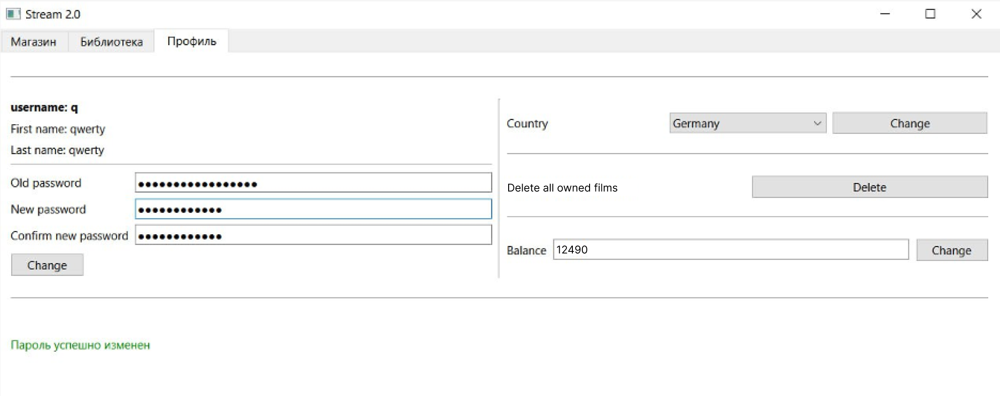 Stream 2.0
Магазин Библиотека Профиль
username: q
First name: qwerty
Last name: qwerty
Old password
New password
Confirm new password
Change
Country Germany Change
Delete all owned films Delete
Balance 12490 Change
Пароль успешно изменен